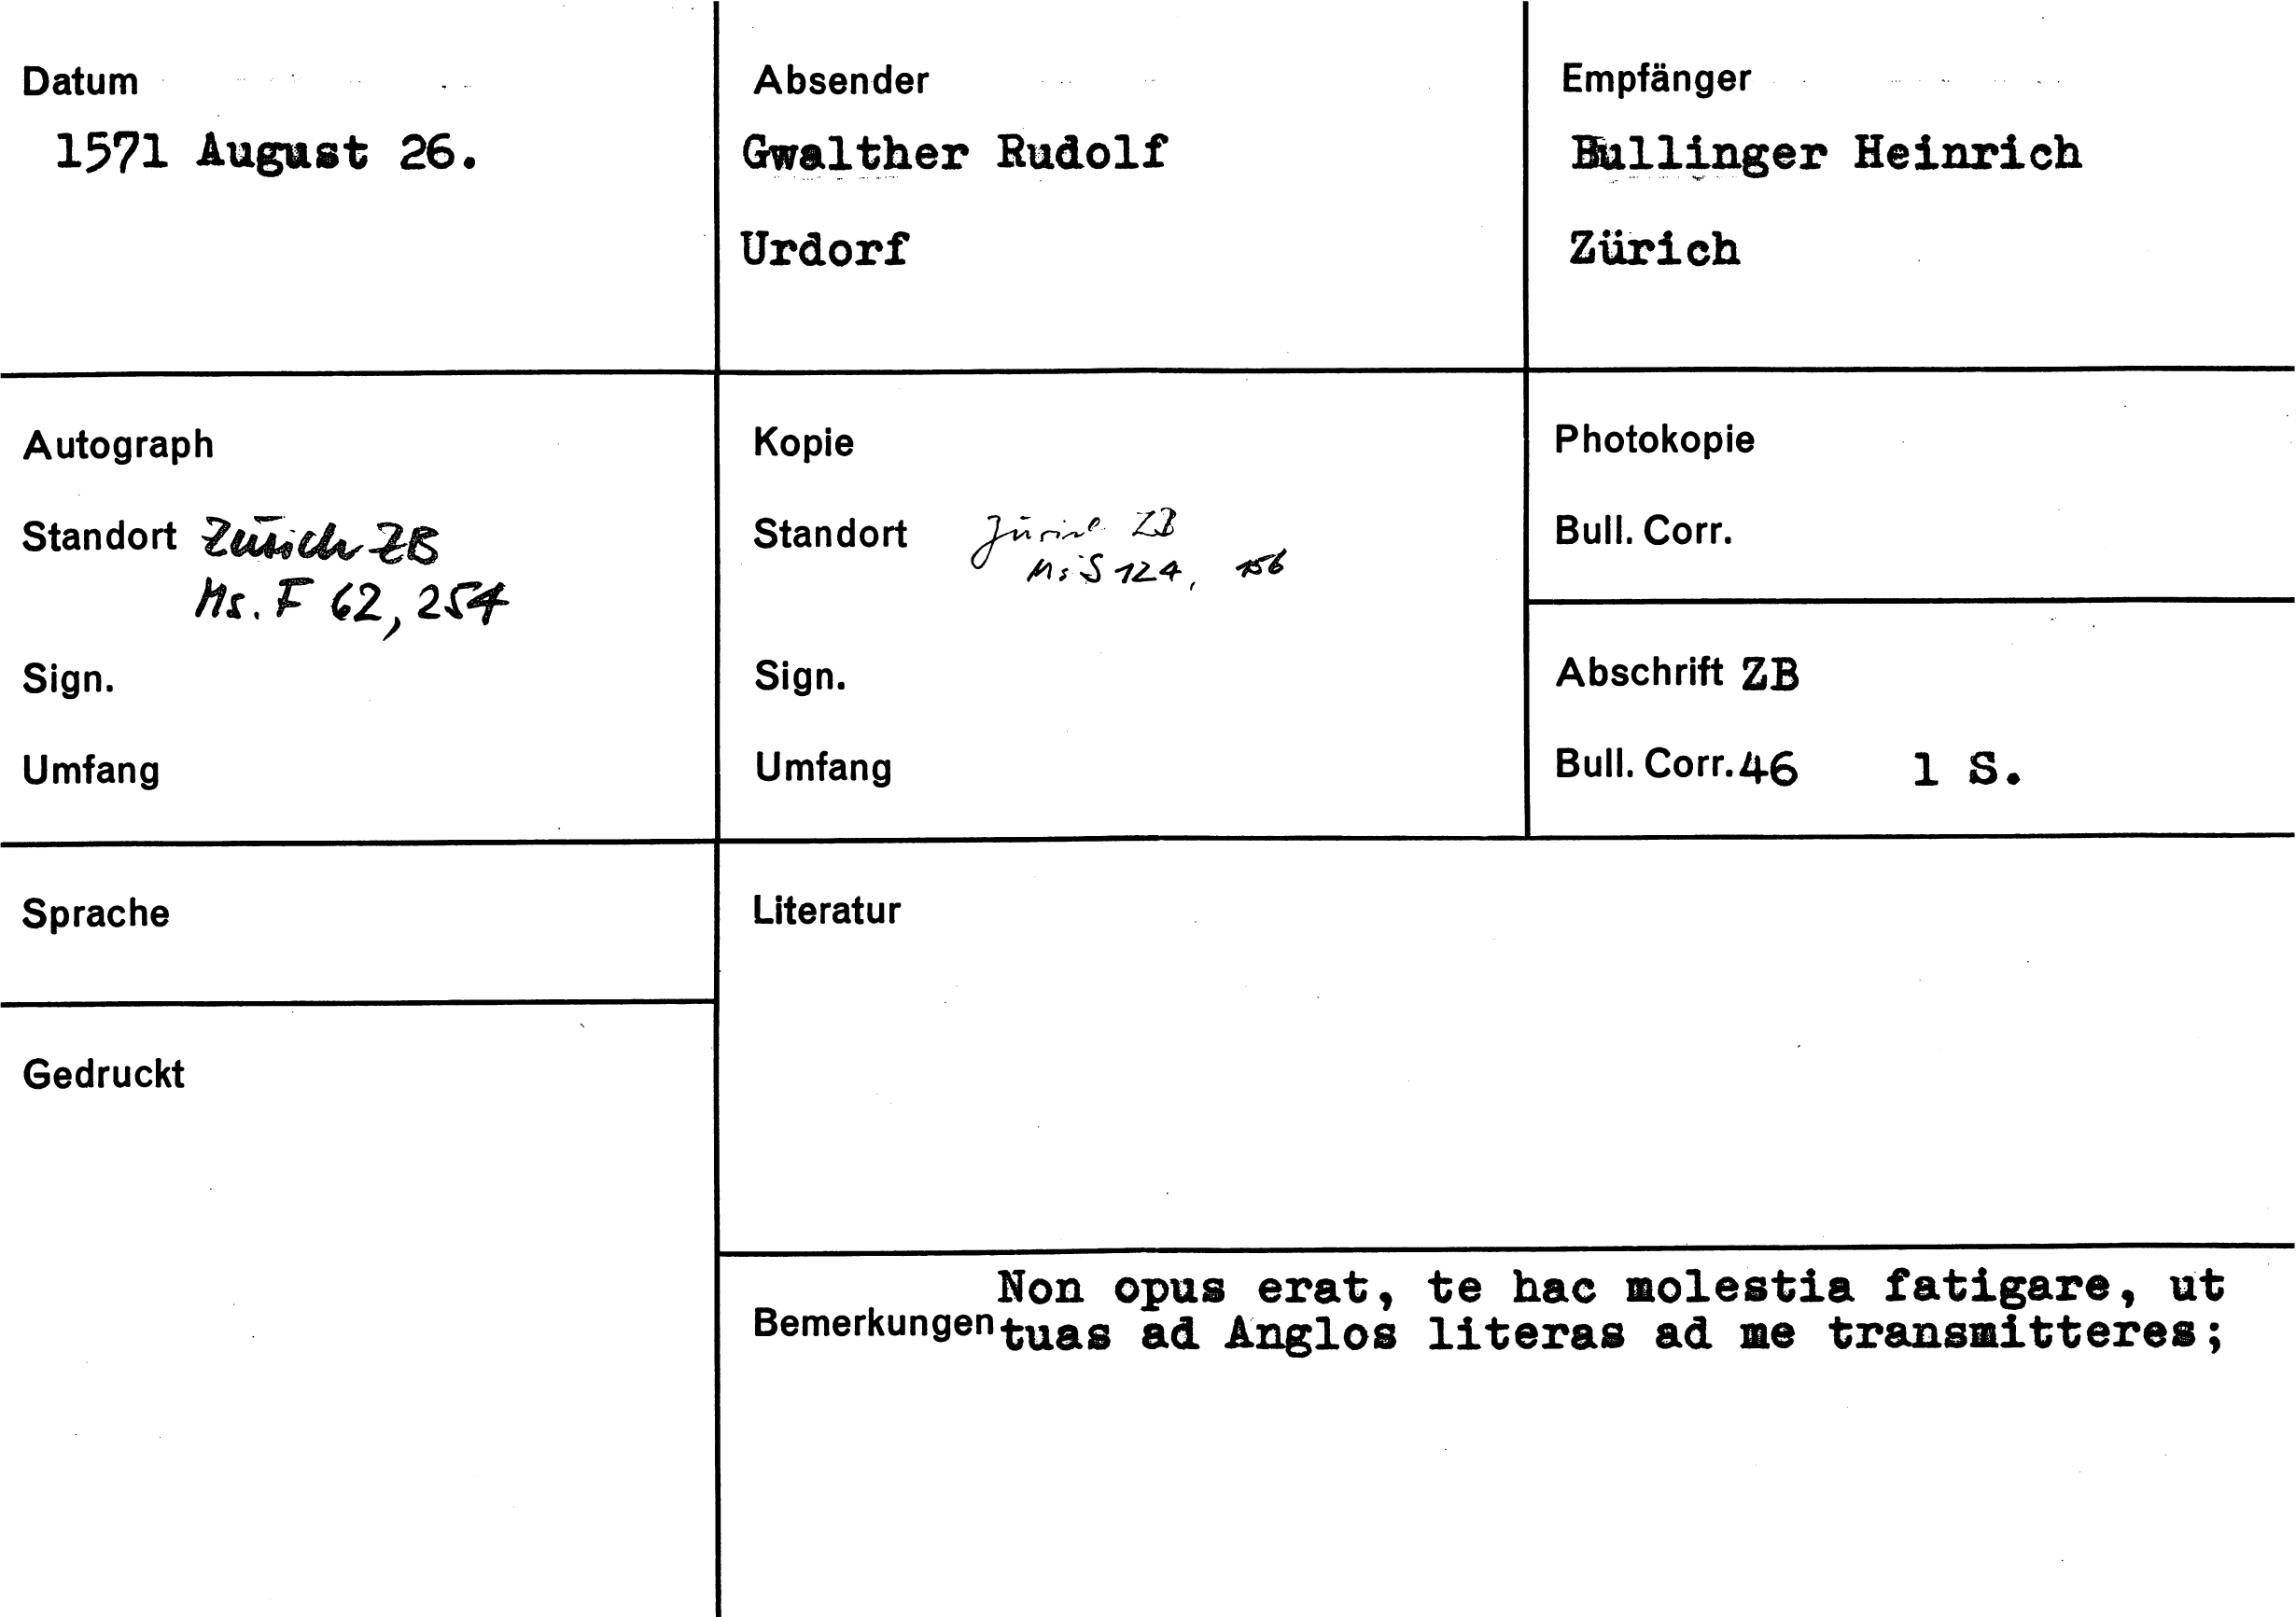 Datum
1571 August 26.
Absender
Gwalther Rudolf
Urdorf
Empfänger
Bullinger Heinrich
Zürich
Autograph
Standort Zürich ZB
Ms. F 62, 254
Sign.
Umfang
Kopie
Standort Zürich ZB
Ms S 124, 156
Sign.
Umfang
Photokopie
Bull. Corr.
Abschrift ZB
Bull. Corr. 46 1 S.
Sprache
Literatur
Gedruckt
Bemerkungen
Non opus erat, te hac molestia fatigare, ut
tuas ad Anglos literas ad me transmitteres;